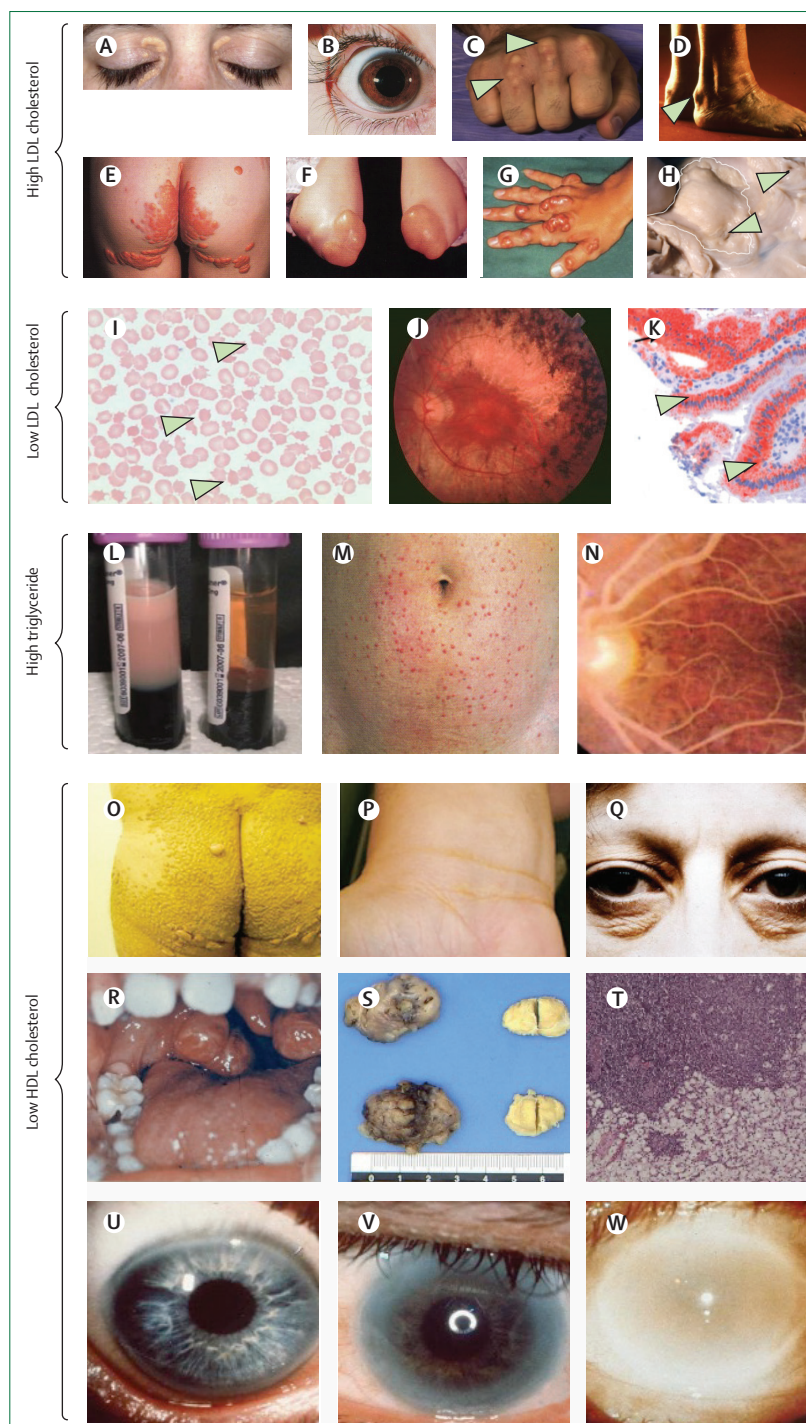 High LDL cholesterol
A
B
C
D
E
F
G
H
Low LDL cholesterol
I
J
K
High triglyceride
L
M
N
Low HDL cholesterol
O
P
Q
R
S
0 1 2 3 4 5 6
T
U
V
W